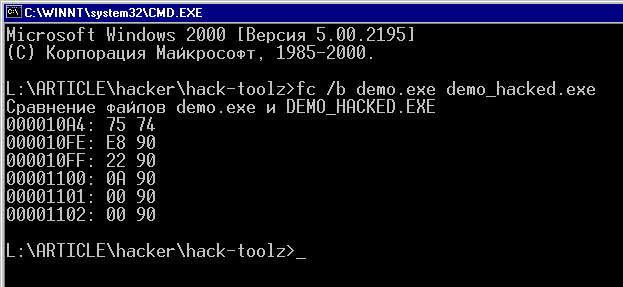 C:\WINNT\system32\CMD.EXE
Microsoft Windows 2000 [Версия 5.00.2195]
(C) Корпорация Майкрософт, 1985-2000.
L:\ARTICLE\hacker\hack-toolz>fc /b demo.exe demo_hacked.exe
Сравнение файлов demo.exe и DEMO_HACKED.EXE
000010A4: 75 74
000010FE: E8 90
000010FF: 22 90
00001100: 0A 90
00001101: 00 90
00001102: 00 90
L:\ARTICLE\hacker\hack-toolz>_